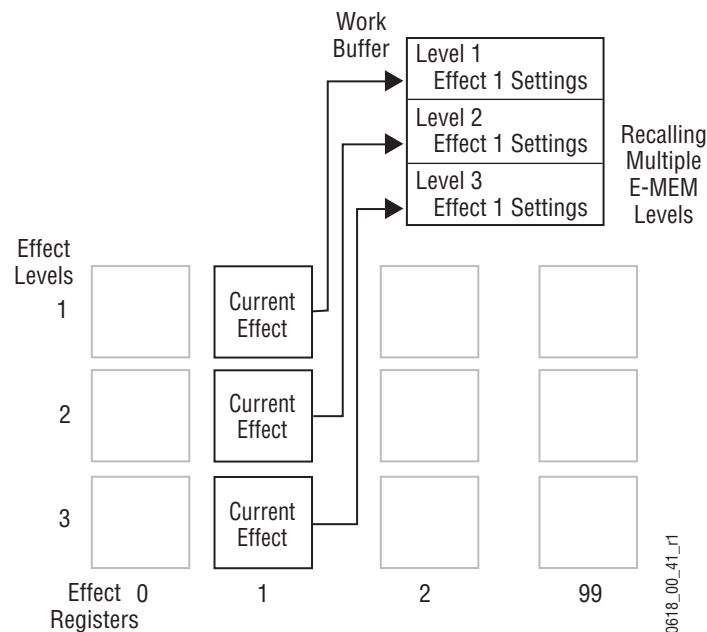 Work
Buffer
Level 1
Effect 1 Settings
Level 2
Effect 1 Settings
Level 3
Effect 1 Settings
Recalling
Multiple
E-MEM
Levels
Effect
Levels
1
Current
Effect
2
Current
Effect
3
Current
Effect
Effect 0 1 2 99
Registers
0618_00_41_r1